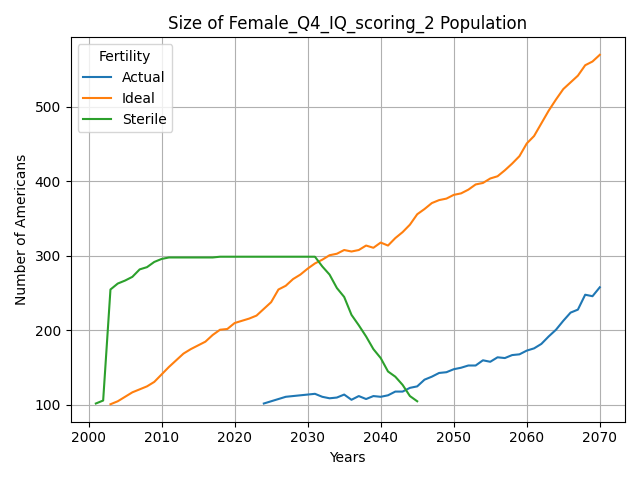 Size of Female_Q4_IQ_scoring_2 Population
Fertility
Actual
Ideal
Sterile
Number of Americans
500
400
300
200
100
2000 2010 2020 2030 2040 2050 2060 2070
Years